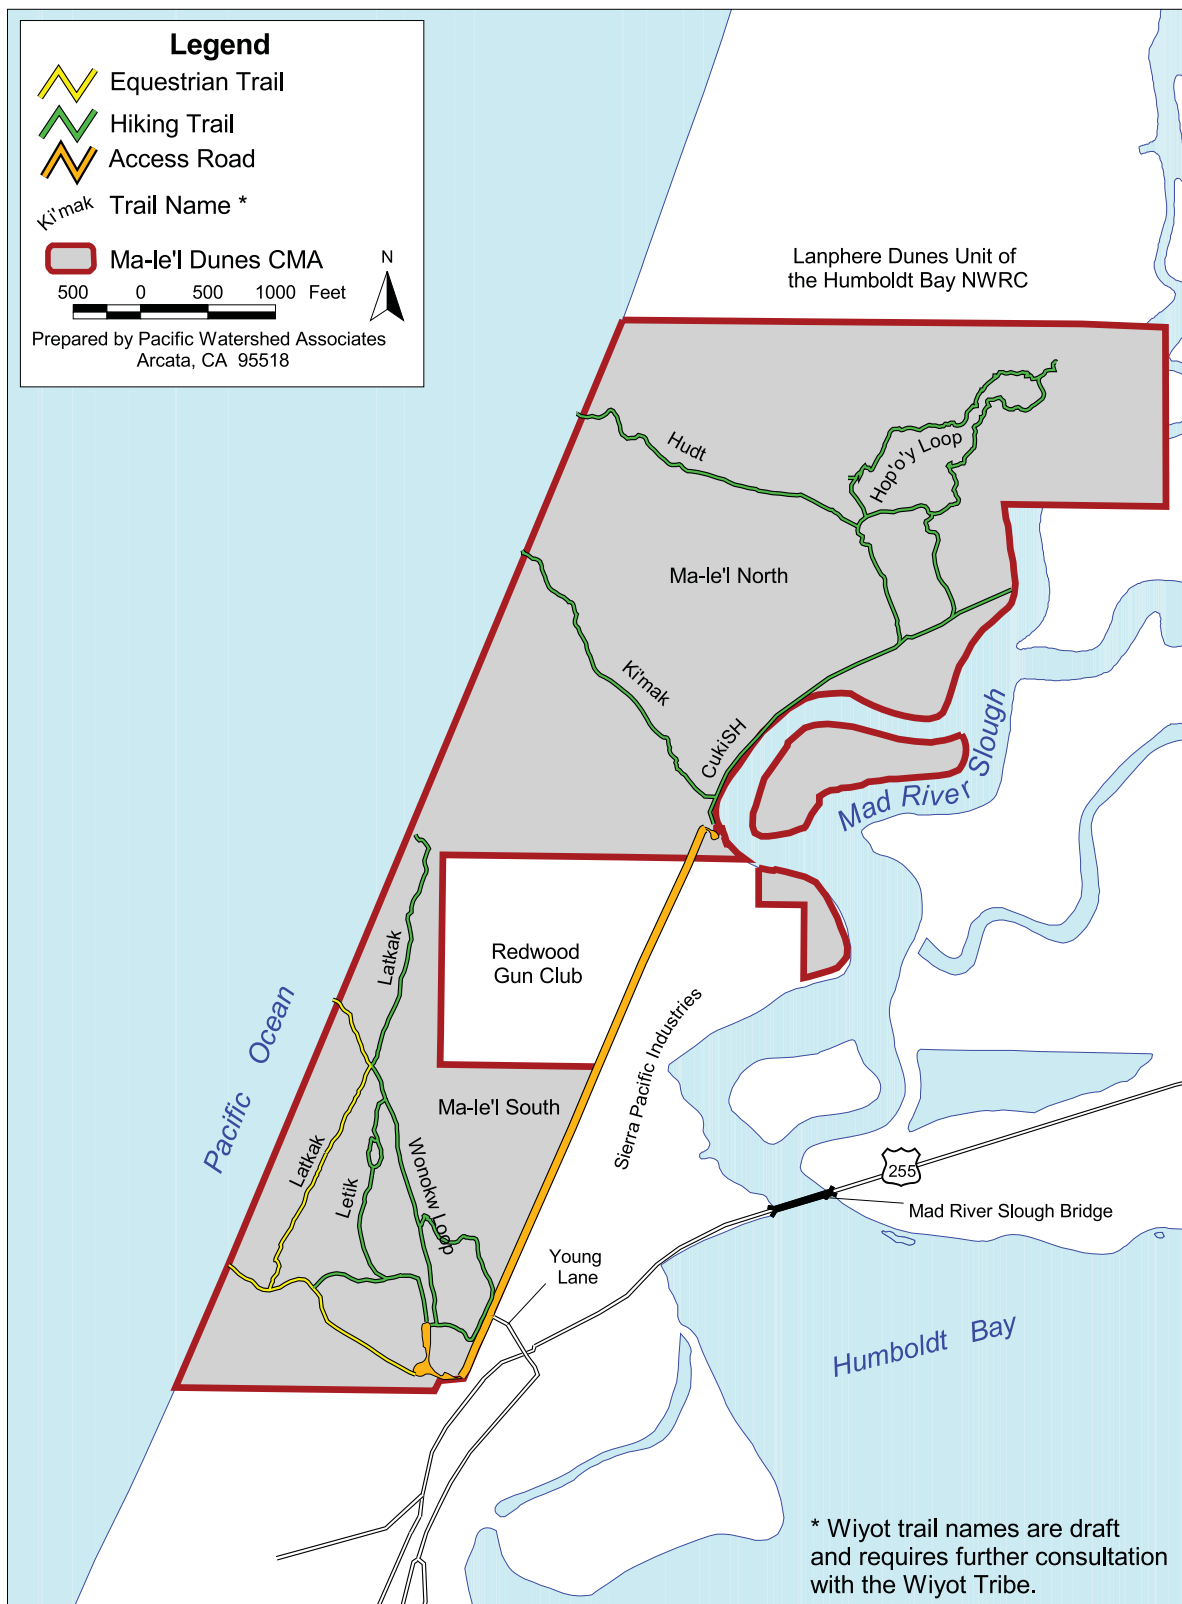 Legend
Equestrian Trail
Hiking Trail
Access Road
Ki'mak
Trail Name *
Ma-le'l Dunes CMA
N
500 0 500 1000 Feet
Prepared by Pacific Watershed Associates
Arcata, CA 95518
Lanphere Dunes Unit of
the Humboldt Bay NWRC
Hudt
Hop'o'y Loop
Ma-le'l North
Ki'mak
CukiSH
Mad River Slough
Redwood
Gun Club
Latkak
Pacific Ocean
Sierra Pacific Industries
Ma-le'l South
Latkak
Letik
Wonokw Loop
255
Mad River Slough Bridge
Young
Lane
Humboldt Bay
* Wiyot trail names are draft
and requires further consultation
with the Wiyot Tribe.